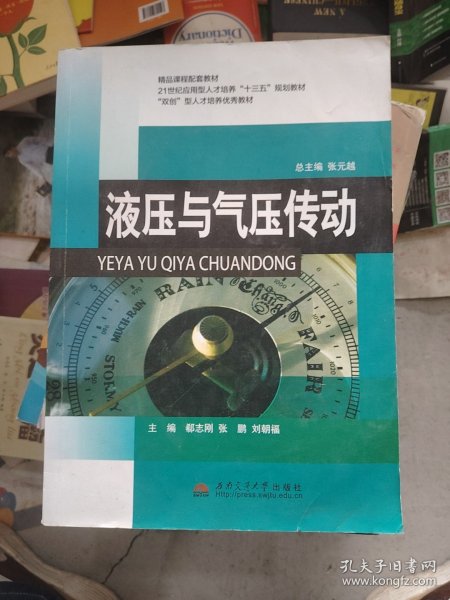 精品课程配套教材
21世纪应用型人才培养“十三五”规划教材
“双创”型人才培养优秀教材
总主编 张元越
液压与气压传动
YEYA YU QIYA CHUANDONG
STORMY
MUCH-RAIN
RAIN
Change
FAIR
主 编 郗志刚 张 鹏 刘朝福
西南交通大学出版社
Http://press.swjtu.edu.cn
Dictionary
A NEW
孔夫子旧书网
www.kongfz.com